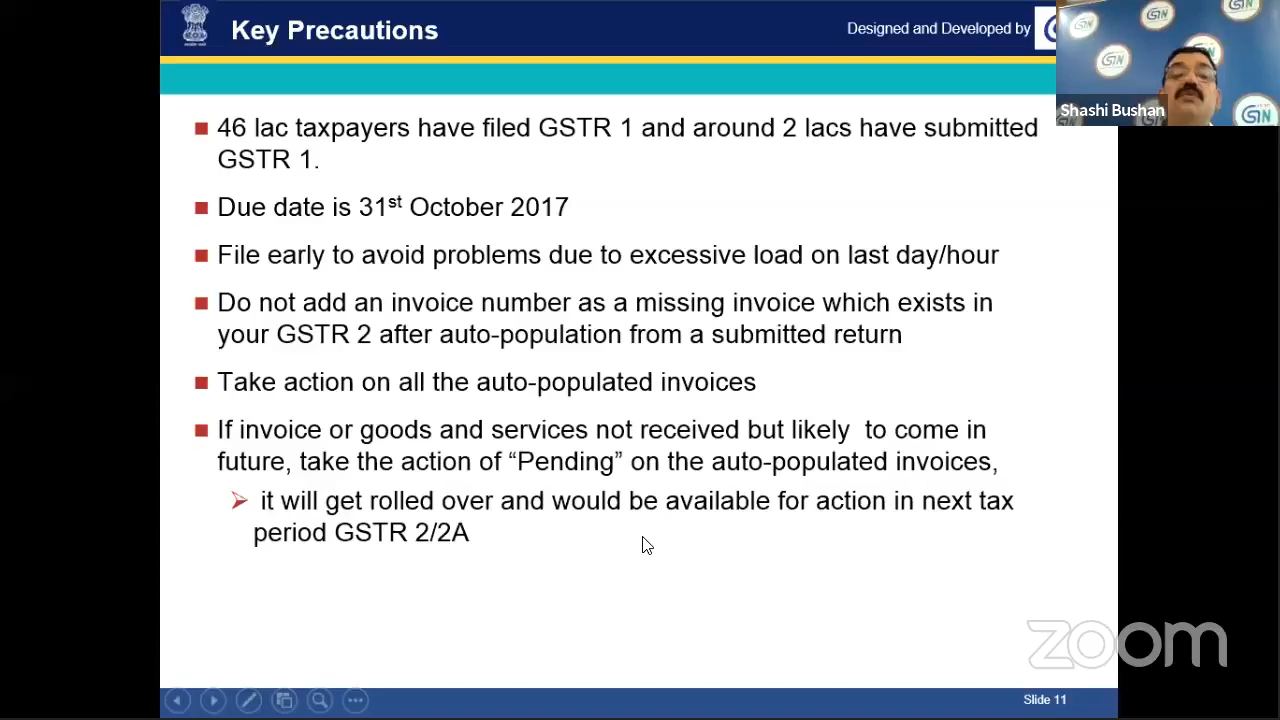 Key Precautions
Designed and Developed by
Shashi Bushan
46 lac taxpayers have filed GSTR 1 and around 2 lacs have submitted
GSTR 1.
Due date is 31st October 2017
File early to avoid problems due to excessive load on last day/hour
Do not add an invoice number as a missing invoice which exists in
your GSTR 2 after auto-population from a submitted return
Take action on all the auto-populated invoices
If invoice or goods and services not received but likely to come in
future, take the action of “Pending” on the auto-populated invoices,
it will get rolled over and would be available for action in next tax
period GSTR 2/2A
zoom
Slide 11